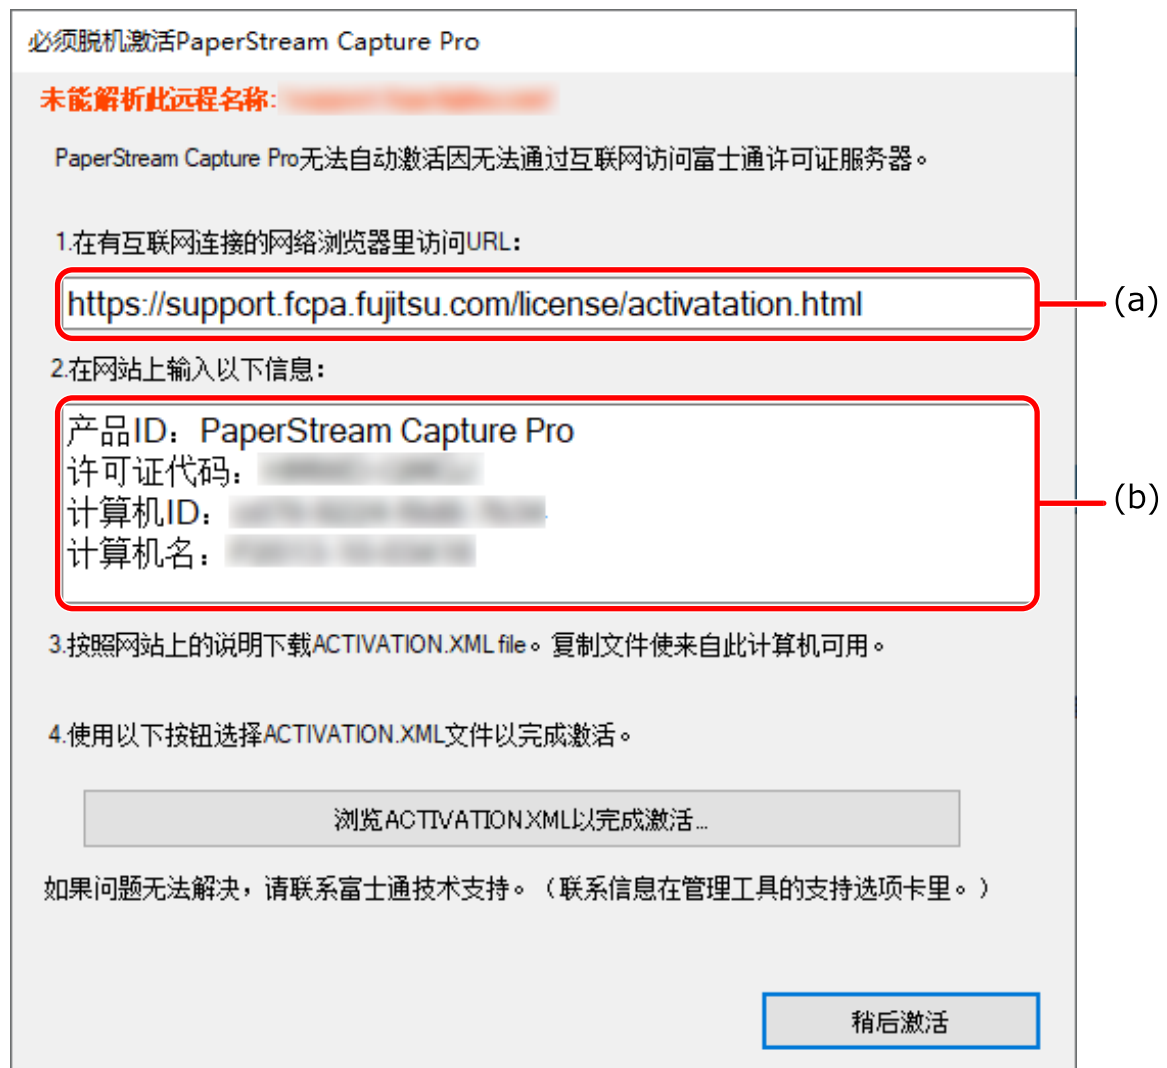 必须脱机激活PaperStream Capture Pro
未能解析此远程名称:
PaperStream Capture Pro无法自动激活因无法通过互联网访问富士通许可证服务器。
1.在有互联网连接的网络浏览器里访问URL：
https://support.fcpa.fujitsu.com/license/activatation.html
(a)
2.在网站上输入以下信息：
产品ID：PaperStream Capture Pro
许可证代码：
计算机ID：
计算机名：
(b)
3.按照网站上的说明下载ACTIVATION.XML file。复制文件使来自此计算机可用。
4.使用以下按钮选择ACTIVATION.XML文件以完成激活。
浏览ACTIVATION.XML以完成激活...
如果问题无法解决，请联系富士通技术支持。（联系信息在管理工具的支持选项卡里。）
稍后激活